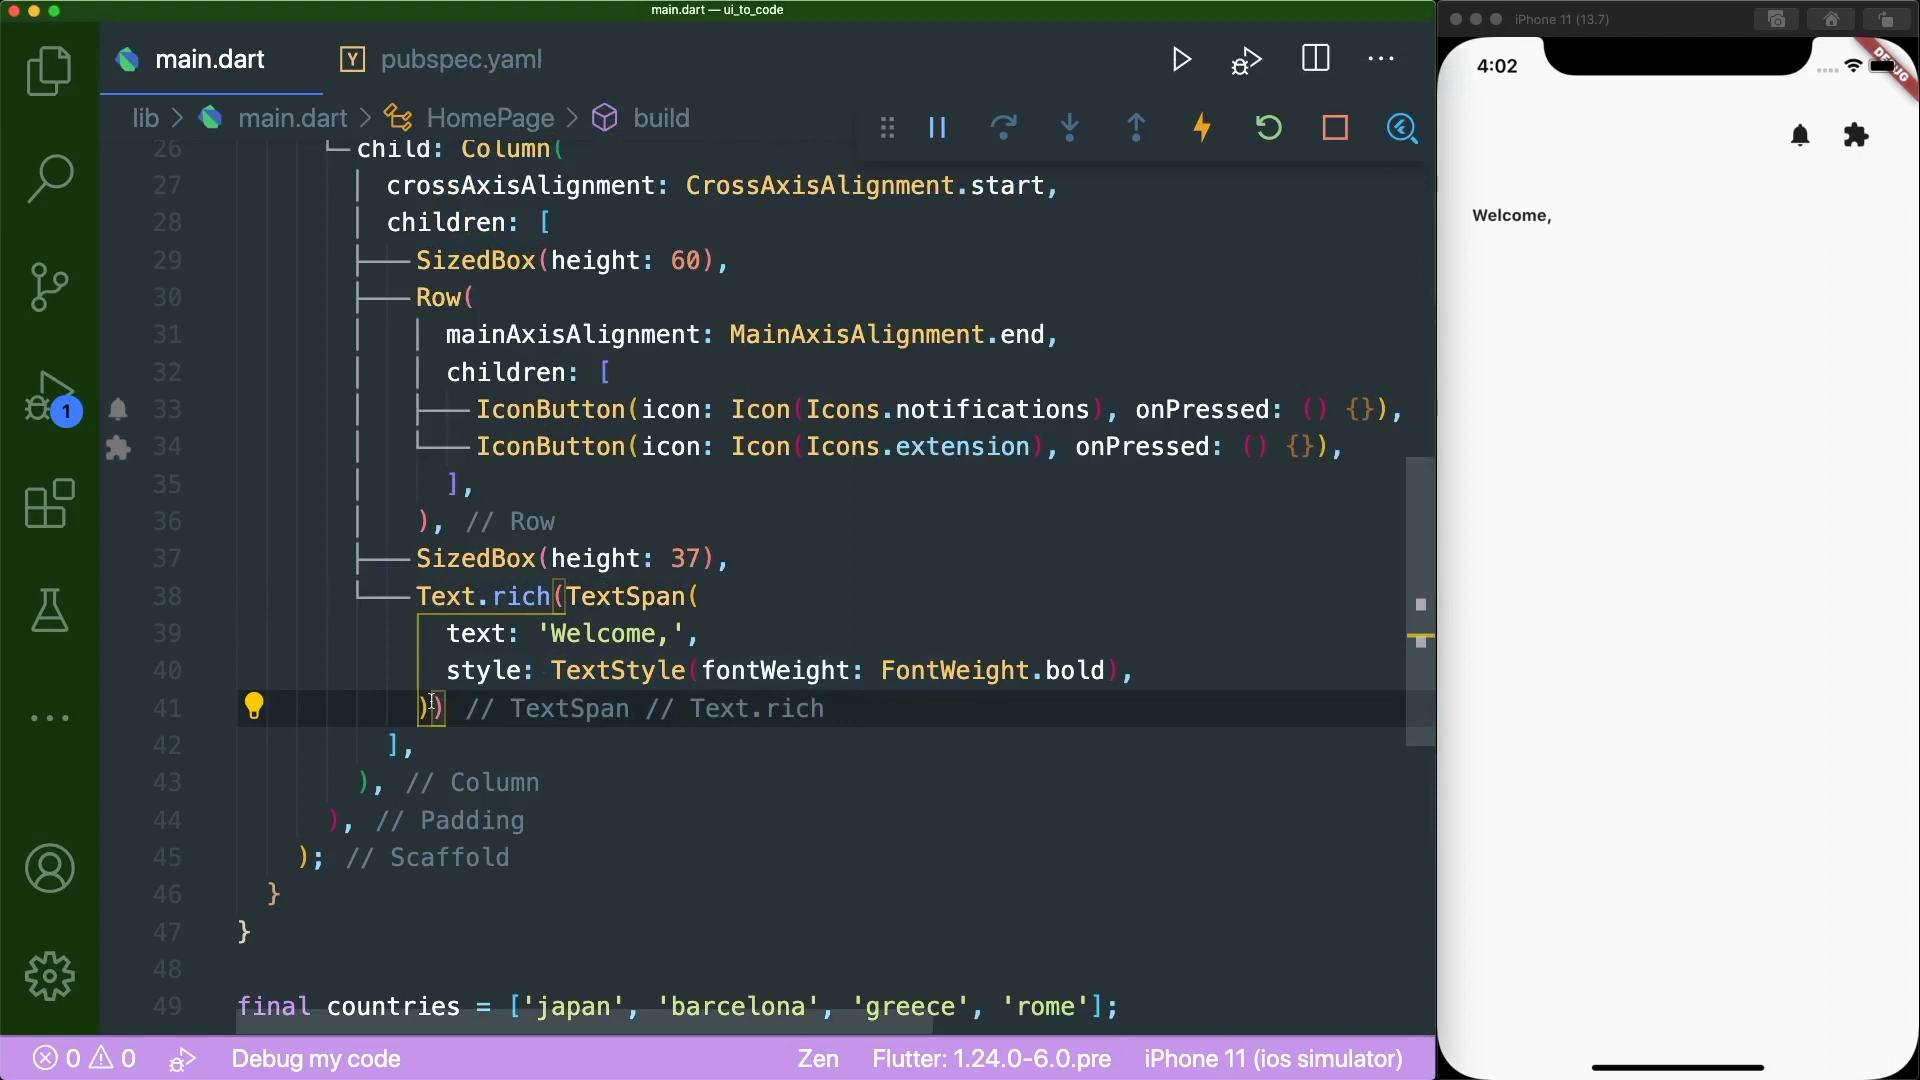 main.dart — ui_to_code
main.dart
pubspec.yaml
lib > main.dart > HomePage > build
26 child: Column(
27 crossAxisAlignment: CrossAxisAlignment.start,
28 children: [
29 SizedBox(height: 60),
30 Row(
31 mainAxisAlignment: MainAxisAlignment.end,
32 children: [
33 IconButton(icon: Icon(Icons.notifications), onPressed: () {}),
34 IconButton(icon: Icon(Icons.extension), onPressed: () {}),
35 ],
36 ), // Row
37 SizedBox(height: 37),
38 Text.rich(TextSpan(
39 text: 'Welcome,',
40 style: TextStyle(fontWeight: FontWeight.bold),
41 )) // TextSpan // Text.rich
42 ],
43 ), // Column
44 ), // Padding
45 ); // Scaffold
46 }
47 }
48
49 final countries = ['japan', 'barcelona', 'greece', 'rome'];
1
0 0 Debug my code Zen Flutter: 1.24.0-6.0.pre iPhone 11 (ios simulator)
iPhone 11 (13.7)
4:02
DEBUG
Welcome,